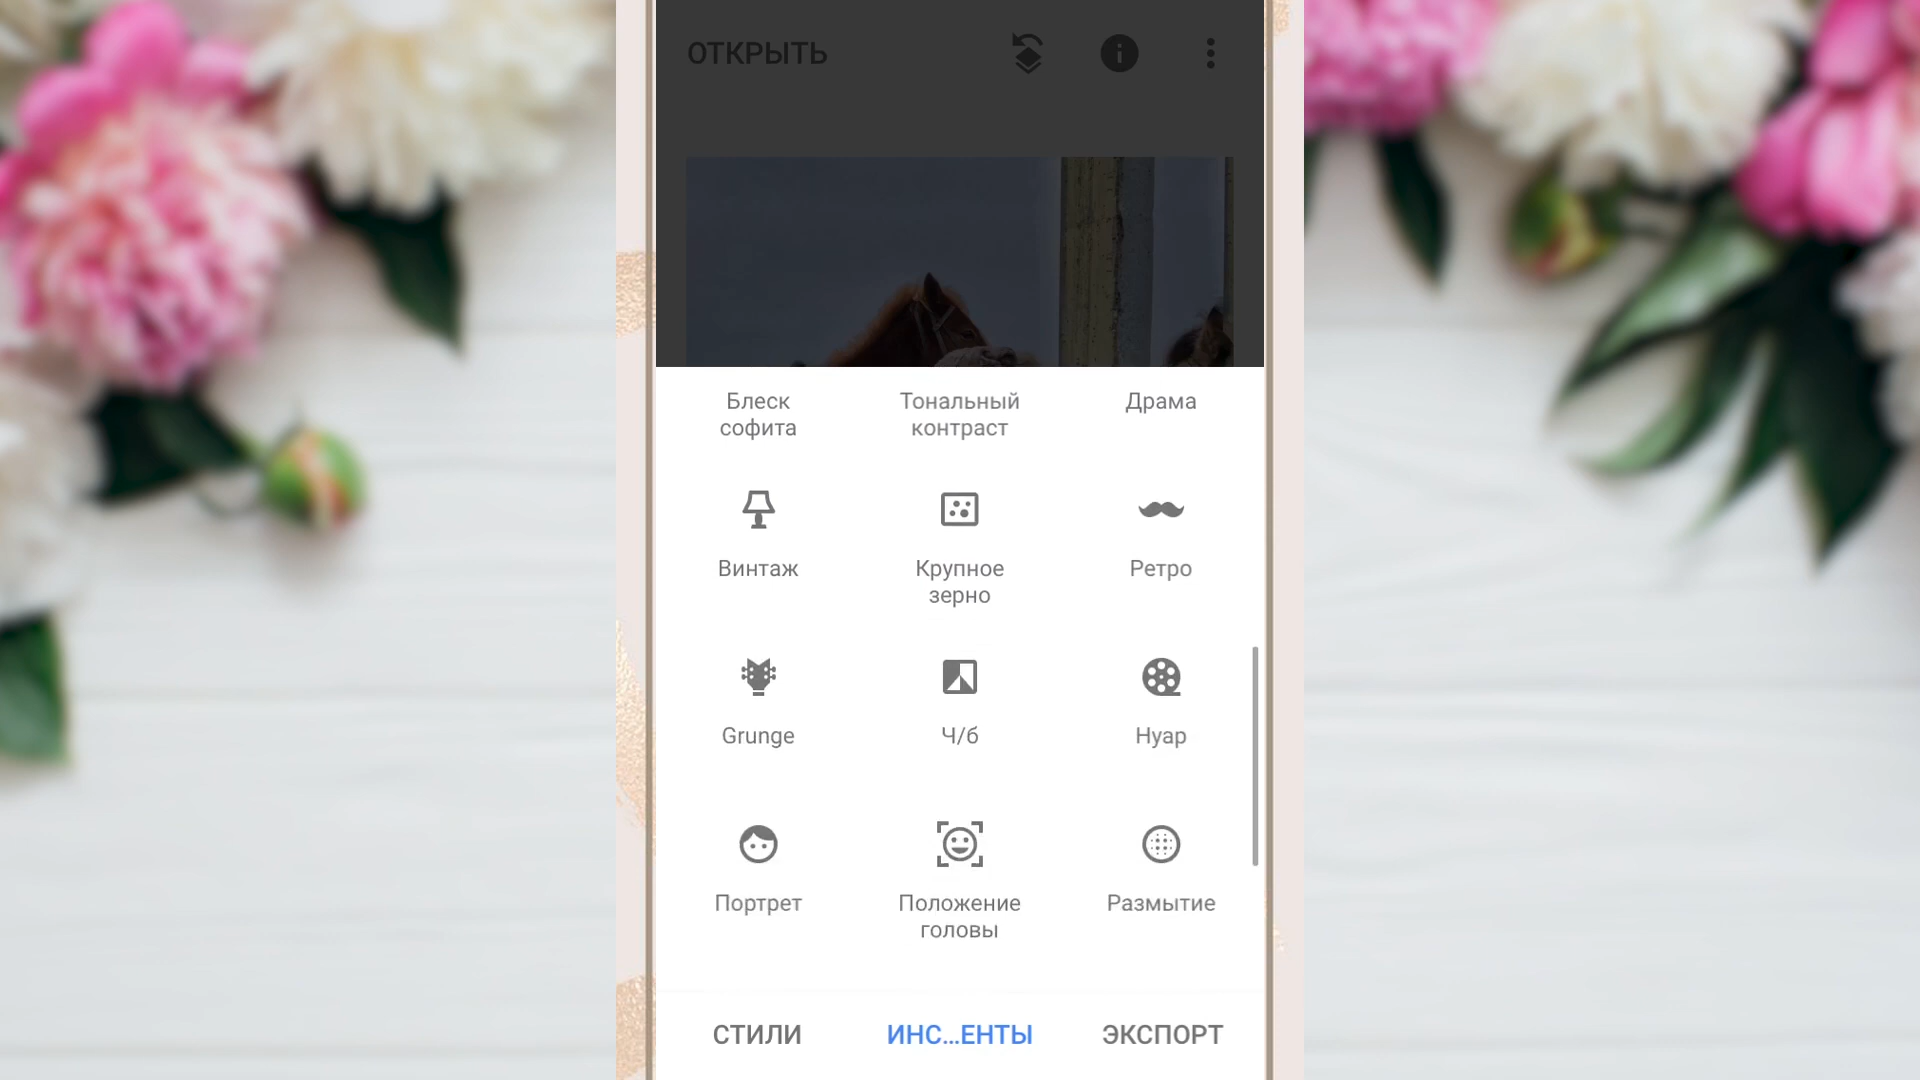 ОТКРЫТЬ
Блеск
софита
Тональный
контраст
Драма
Винтаж
Крупное
зерно
Ретро
Grunge
Ч/б
Нуар
Портрет
Положение
головы
Размытие
СТИЛИ
ИНС...ЕНТЫ
ЭКСПОРТ